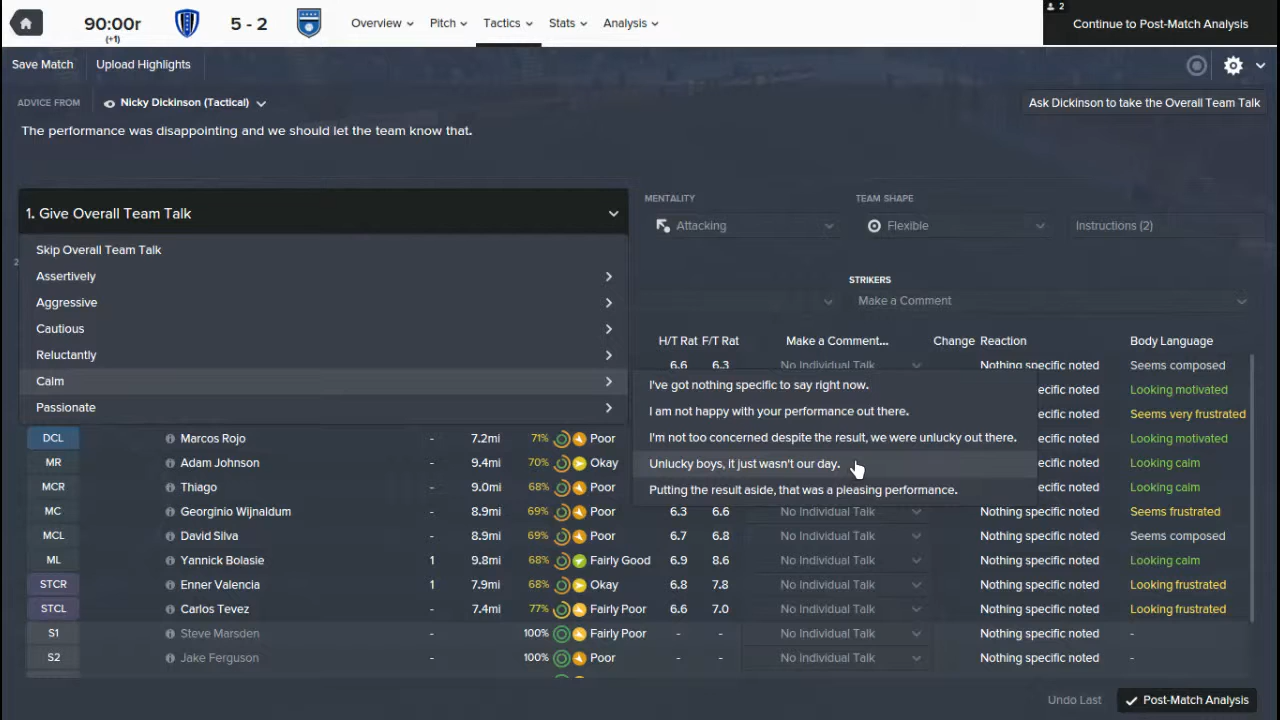 90:00r
(+1)
5 - 2
Overview
Pitch
Tactics
Stats
Analysis
2
Continue to Post-Match Analysis
Save Match
Upload Highlights
ADVICE FROM
Nicky Dickinson (Tactical)
Ask Dickinson to take the Overall Team Talk
The performance was disappointing and we should let the team know that.
1. Give Overall Team Talk
MENTALITY
Attacking
TEAM SHAPE
Flexible
Instructions (2)
Skip Overall Team Talk
2
Assertively
Aggressive
Cautious
Reluctantly
Calm
Passionate
STRIKERS
Make a Comment
H/T Rat F/T Rat Make a Comment... Change Reaction Body Language
6.6 6.3 No Individual Talk Nothing specific noted Seems composed
I've got nothing specific to say right now.
ecific noted Looking motivated
I am not happy with your performance out there.
ecific noted Seems very frustrated
I'm not too concerned despite the result, we were unlucky out there.
ecific noted Looking motivated
Unlucky boys, it just wasn't our day.
ecific noted Looking calm
Putting the result aside, that was a pleasing performance.
ecific noted Looking calm
DCL Marcos Rojo - 7.2mi 71% Poor
MR Adam Johnson - 9.4mi 70% Okay
MCR Thiago - 9.0mi 68% Poor
MC Georginio Wijnaldum - 8.9mi 69% Poor 6.3 6.6 No Individual Talk Nothing specific noted Seems frustrated
MCL David Silva - 8.9mi 69% Poor 6.7 6.8 No Individual Talk Nothing specific noted Seems composed
ML Yannick Bolasie 1 9.8mi 68% Fairly Good 6.9 8.6 No Individual Talk Nothing specific noted Looking calm
STCR Enner Valencia 1 7.9mi 68% Okay 6.8 7.8 No Individual Talk Nothing specific noted Looking frustrated
STCL Carlos Tevez - 7.4mi 77% Fairly Poor 6.6 7.0 No Individual Talk Nothing specific noted Looking frustrated
S1 Steve Marsden 100% Fairly Poor - - No Individual Talk Nothing specific noted -
S2 Jake Ferguson 100% Poor - - No Individual Talk Nothing specific noted -
Undo Last
Post-Match Analysis